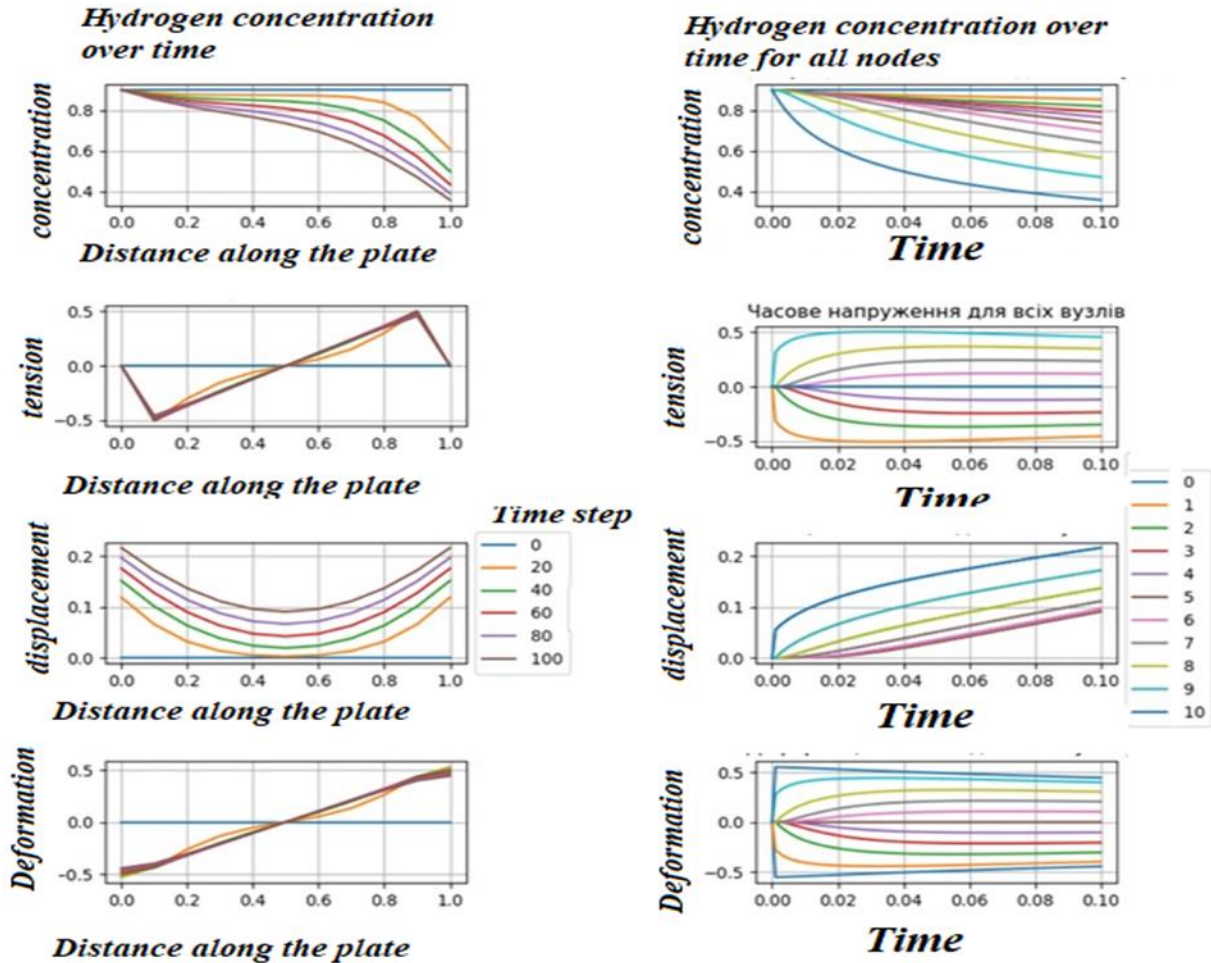 Hydrogen concentration
over time
concentration
0.8
0.6
0.4
0.0 0.2 0.4 0.6 0.8 1.0
Distance along the plate
Hydrogen concentration over
time for all nodes
concentration
0.8
0.6
0.4
0.00 0.02 0.04 0.06 0.08 0.10
Time
tension
0.5
0.0
−0.5
0.0 0.2 0.4 0.6 0.8 1.0
Distance along the plate
Часове напруження для всіх вузлів
tension
0.5
0.0
−0.5
0.00 0.02 0.04 0.06 0.08 0.10
Time
displacement
0.2
0.1
0.0
0.0 0.2 0.4 0.6 0.8 1.0
Distance along the plate
Time step
0
20
40
60
80
100
displacement
0.2
0.1
0.0
0.00 0.02 0.04 0.06 0.08 0.10
Time
0
1
2
3
4
5
6
7
8
9
10
Deformation
0.5
0.0
−0.5
0.0 0.2 0.4 0.6 0.8 1.0
Distance along the plate
Deformation
0.5
0.0
−0.5
0.00 0.02 0.04 0.06 0.08 0.10
Time